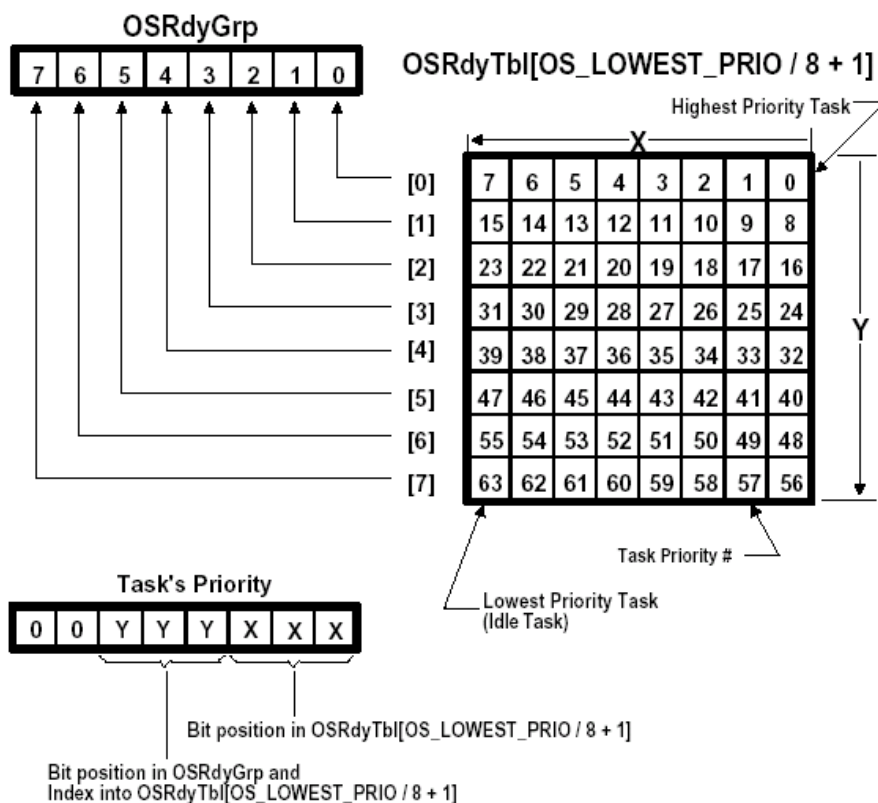 OSRdyGrp
7 6 5 4 3 2 1 0
OSRdyTbl[OS_LOWEST_PRIO / 8 + 1]
Highest Priority Task
X
[0] 7 6 5 4 3 2 1 0
[1] 15 14 13 12 11 10 9 8
[2] 23 22 21 20 19 18 17 16
[3] 31 30 29 28 27 26 25 24
Y
[4] 39 38 37 36 35 34 33 32
[5] 47 46 45 44 43 42 41 40
[6] 55 54 53 52 51 50 49 48
[7] 63 62 61 60 59 58 57 56
Task Priority #
Lowest Priority Task
(Idle Task)
Task's Priority
0 0 Y Y Y X X X
Bit position in OSRdyTbl[OS_LOWEST_PRIO / 8 + 1]
Bit position in OSRdyGrp and
Index into OSRdyTbl[OS_LOWEST_PRIO / 8 + 1]